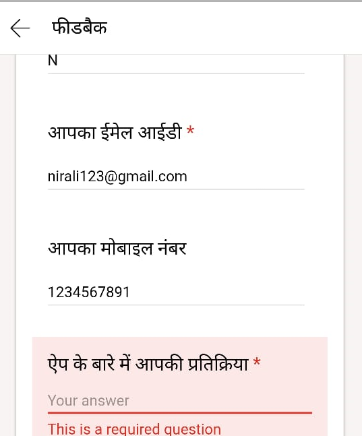 फीडबैक
N
आपका ईमेल आईडी *
nirali123@gmail.com
आपका मोबाइल नंबर
1234567891
ऐप के बारे में आपकी प्रतिक्रिया *
Your answer
This is a required question